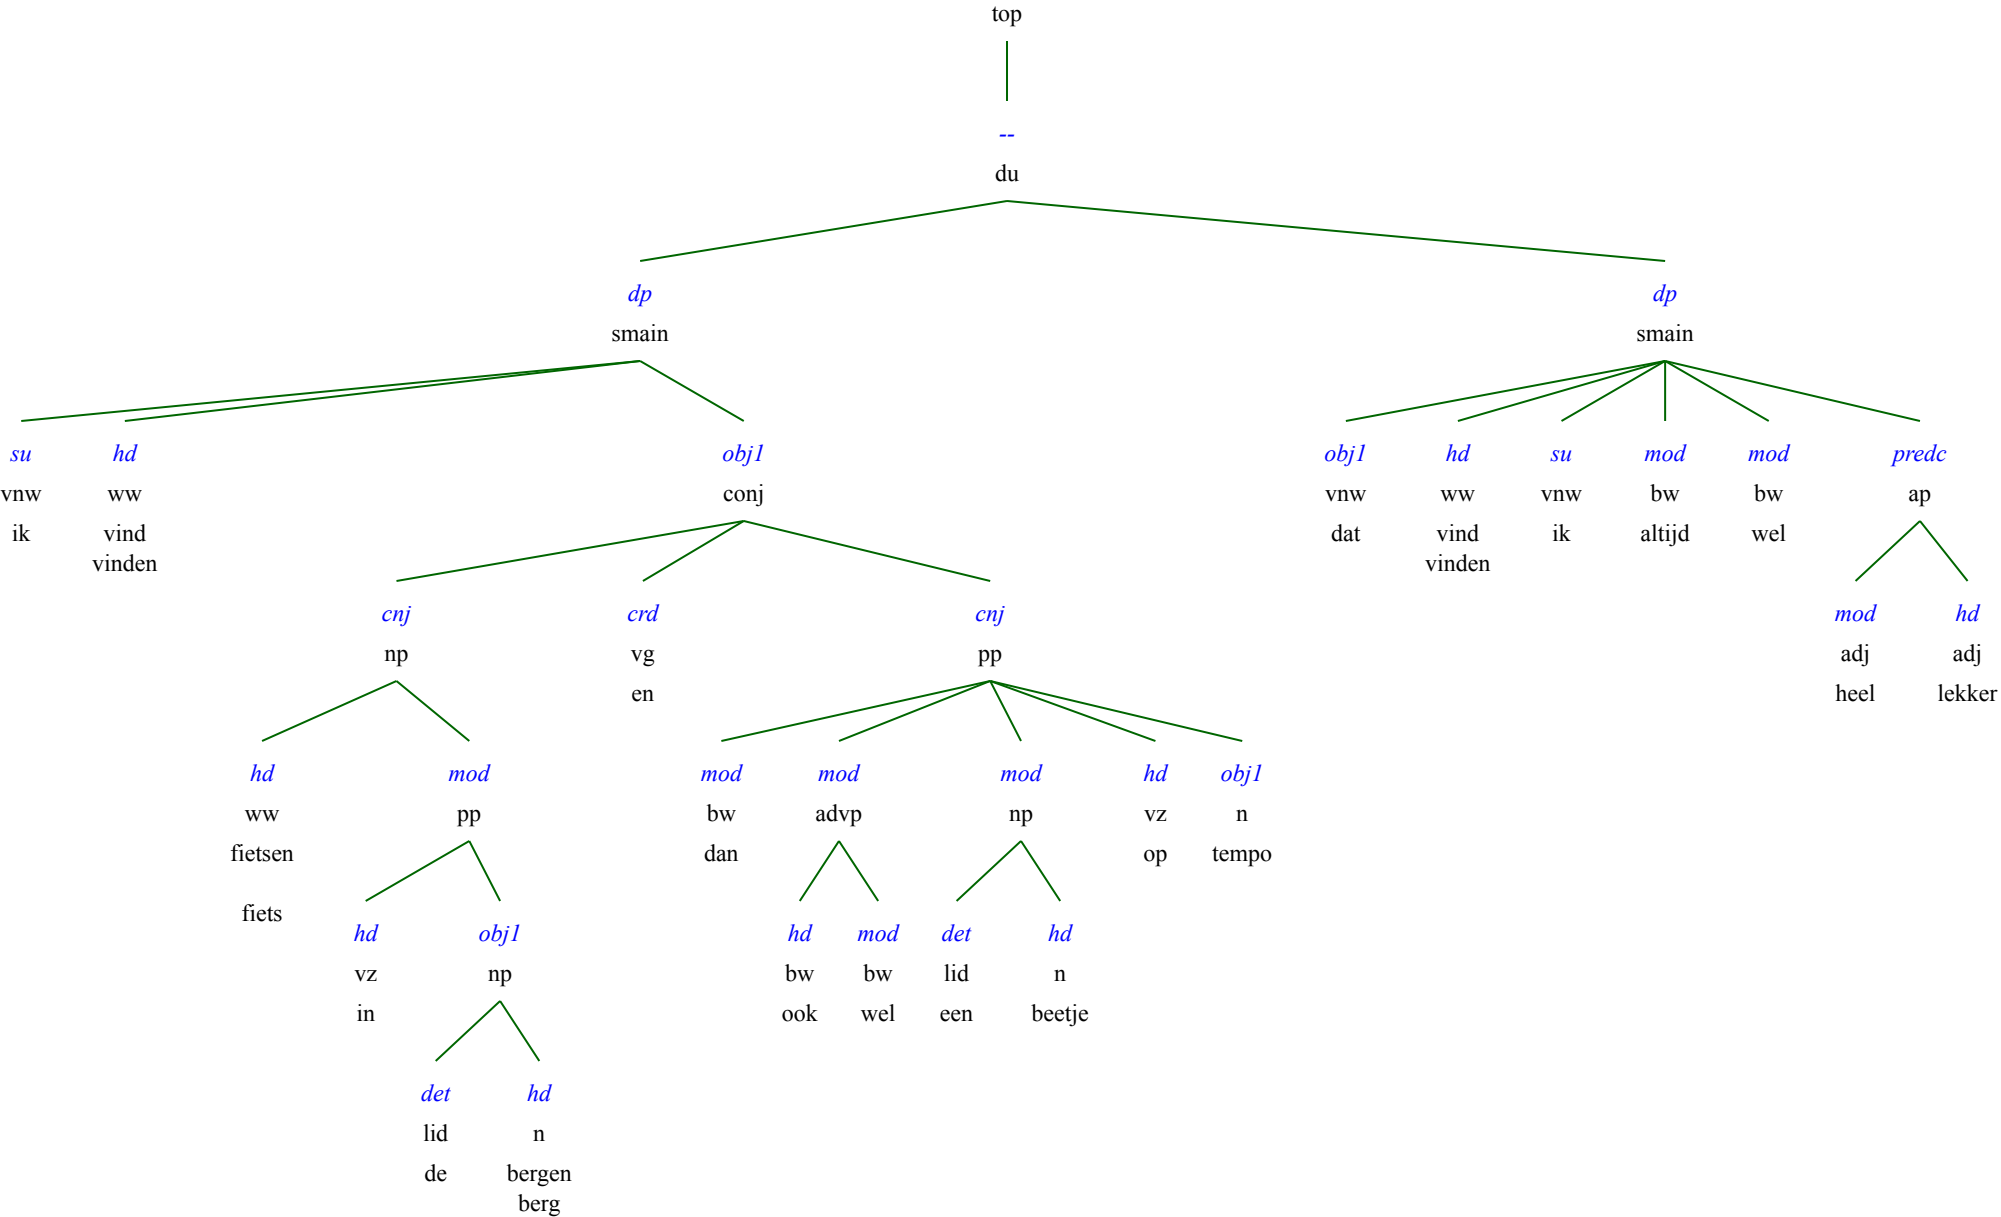 top
--
du
dp dp
smain smain
su hd obj1 obj1 hd su mod mod predc
vnw ww conj vnw ww vnw bw bw ap
ik vind dat vind ik altijd wel
vinden vinden
cnj crd cnj mod hd
np vg pp adj adj
en heel lekker
hd mod mod mod mod hd obj1
ww pp bw advp np vz n
fietsen dan op tempo
fiets
hd obj1 hd mod det hd
vz np bw bw lid n
in ook wel een beetje
det hd
lid n
de bergen
berg